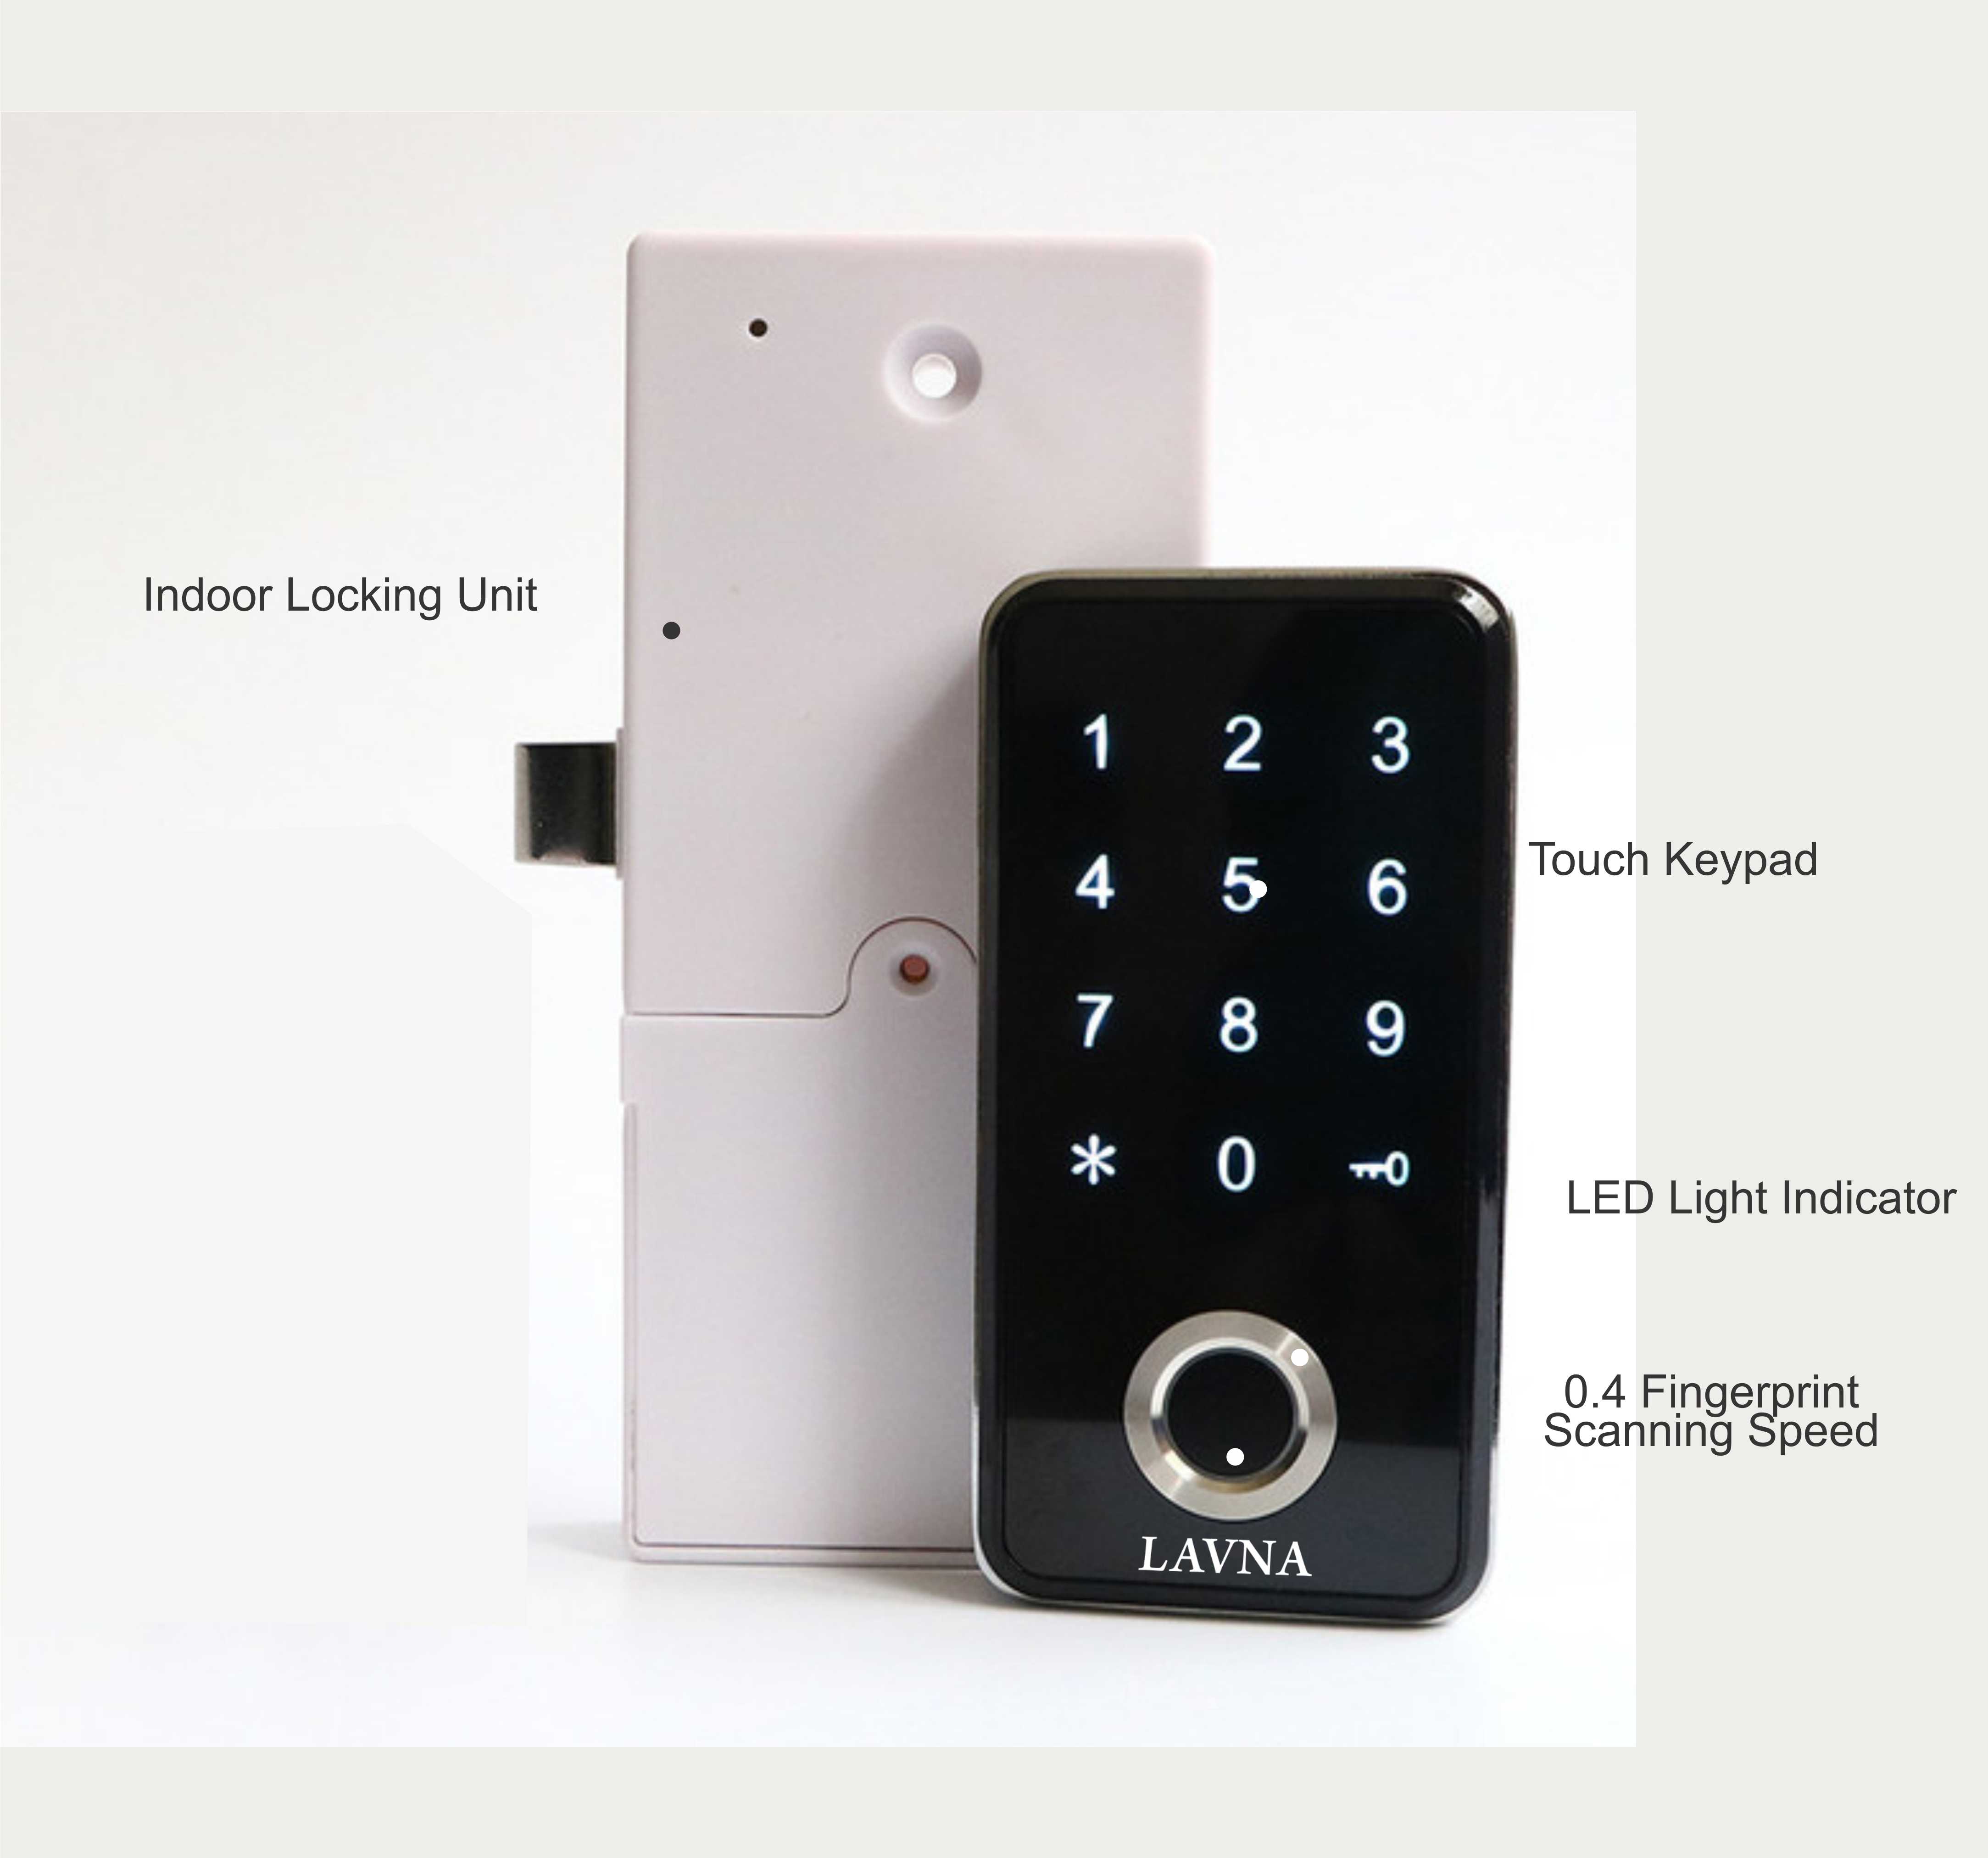 Indoor Locking Unit
1 2 3
Touch Keypad
4 5 6
7 8 9
* 0
LED Light Indicator
0.4 Fingerprint
Scanning Speed
LAVNA